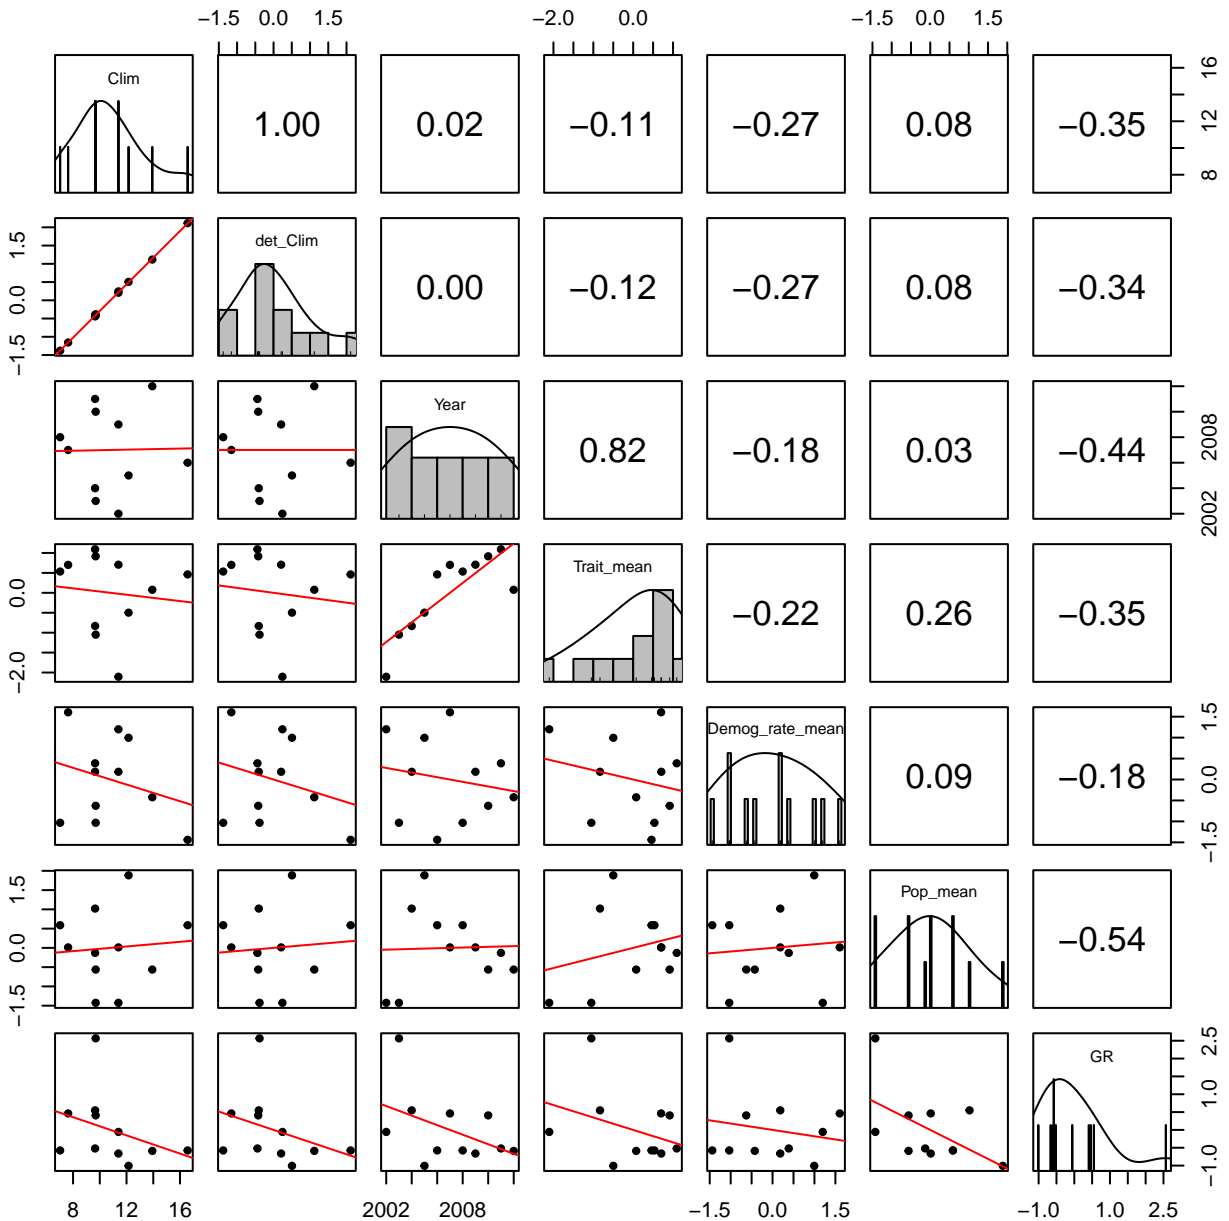 −1.5 0.0 1.5 −2.0 0.0 −1.5 0.0 1.5
Clim 1.00 0.02 −0.11 −0.27 0.08 −0.35 8 12 16
−1.5 0.0 1.5 det_Clim 0.00 −0.12 −0.27 0.08 −0.34
Year 0.82 −0.18 0.03 −0.44 2002 2008
−2.0 0.0 Trait_mean −0.22 0.26 −0.35
Demog_rate_mean 0.09 −0.18 −1.5 0.0 1.5
−1.5 0.0 1.5 Pop_mean −0.54
GR −1.0 1.0 2.5
8 12 16 2002 2008 −1.5 0.0 1.5 −1.0 1.0 2.5